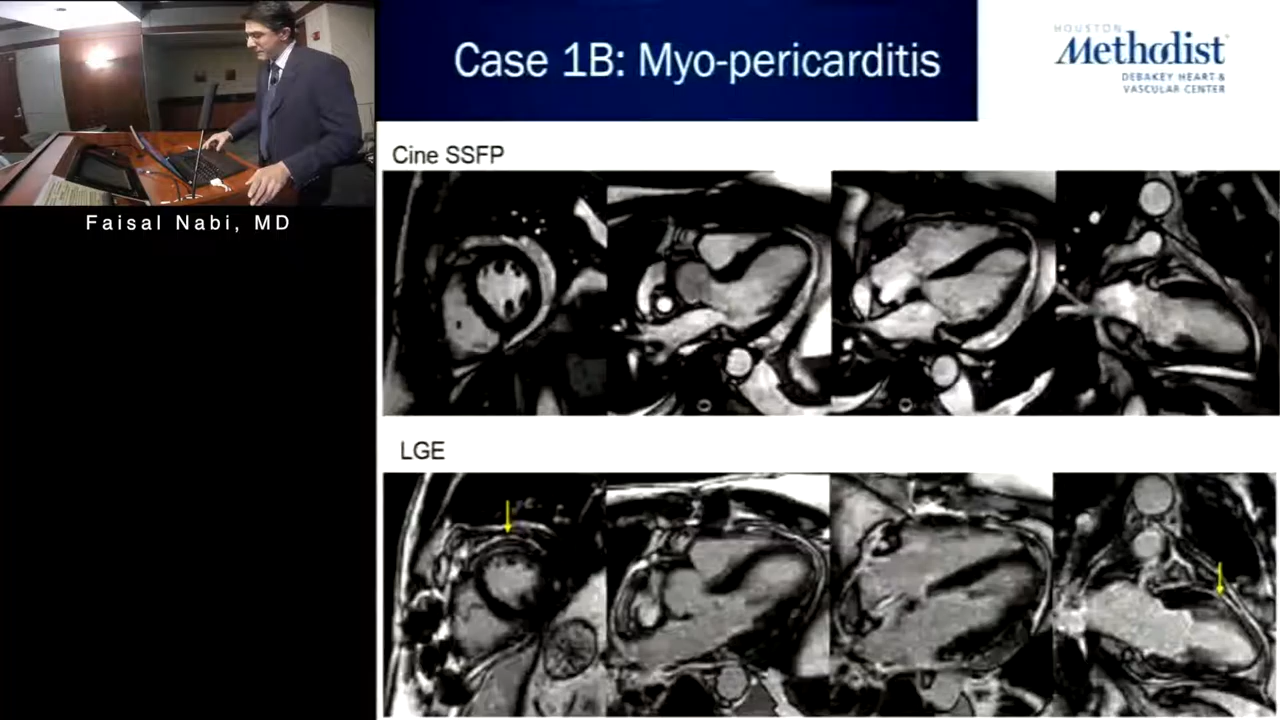 Case 1B: Myo-pericarditis
HOUSTON
Methodist
DEBAKEY HEART &
VASCULAR CENTER
Cine SSFP
Faisal Nabi, MD
LGE